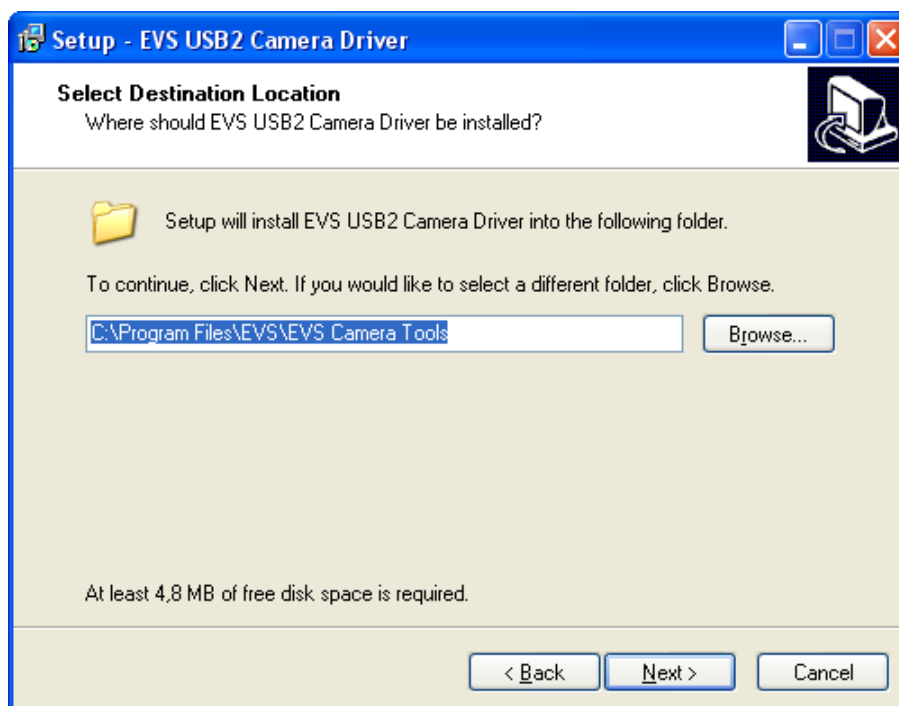 Setup - EVS USB2 Camera Driver
Select Destination Location
Where should EVS USB2 Camera Driver be installed?
Setup will install EVS USB2 Camera Driver into the following folder.
To continue, click Next. If you would like to select a different folder, click Browse.
C:\Program Files\EVS\EVS Camera Tools
Browse...
At least 4,8 MB of free disk space is required.
< Back
Next >
Cancel